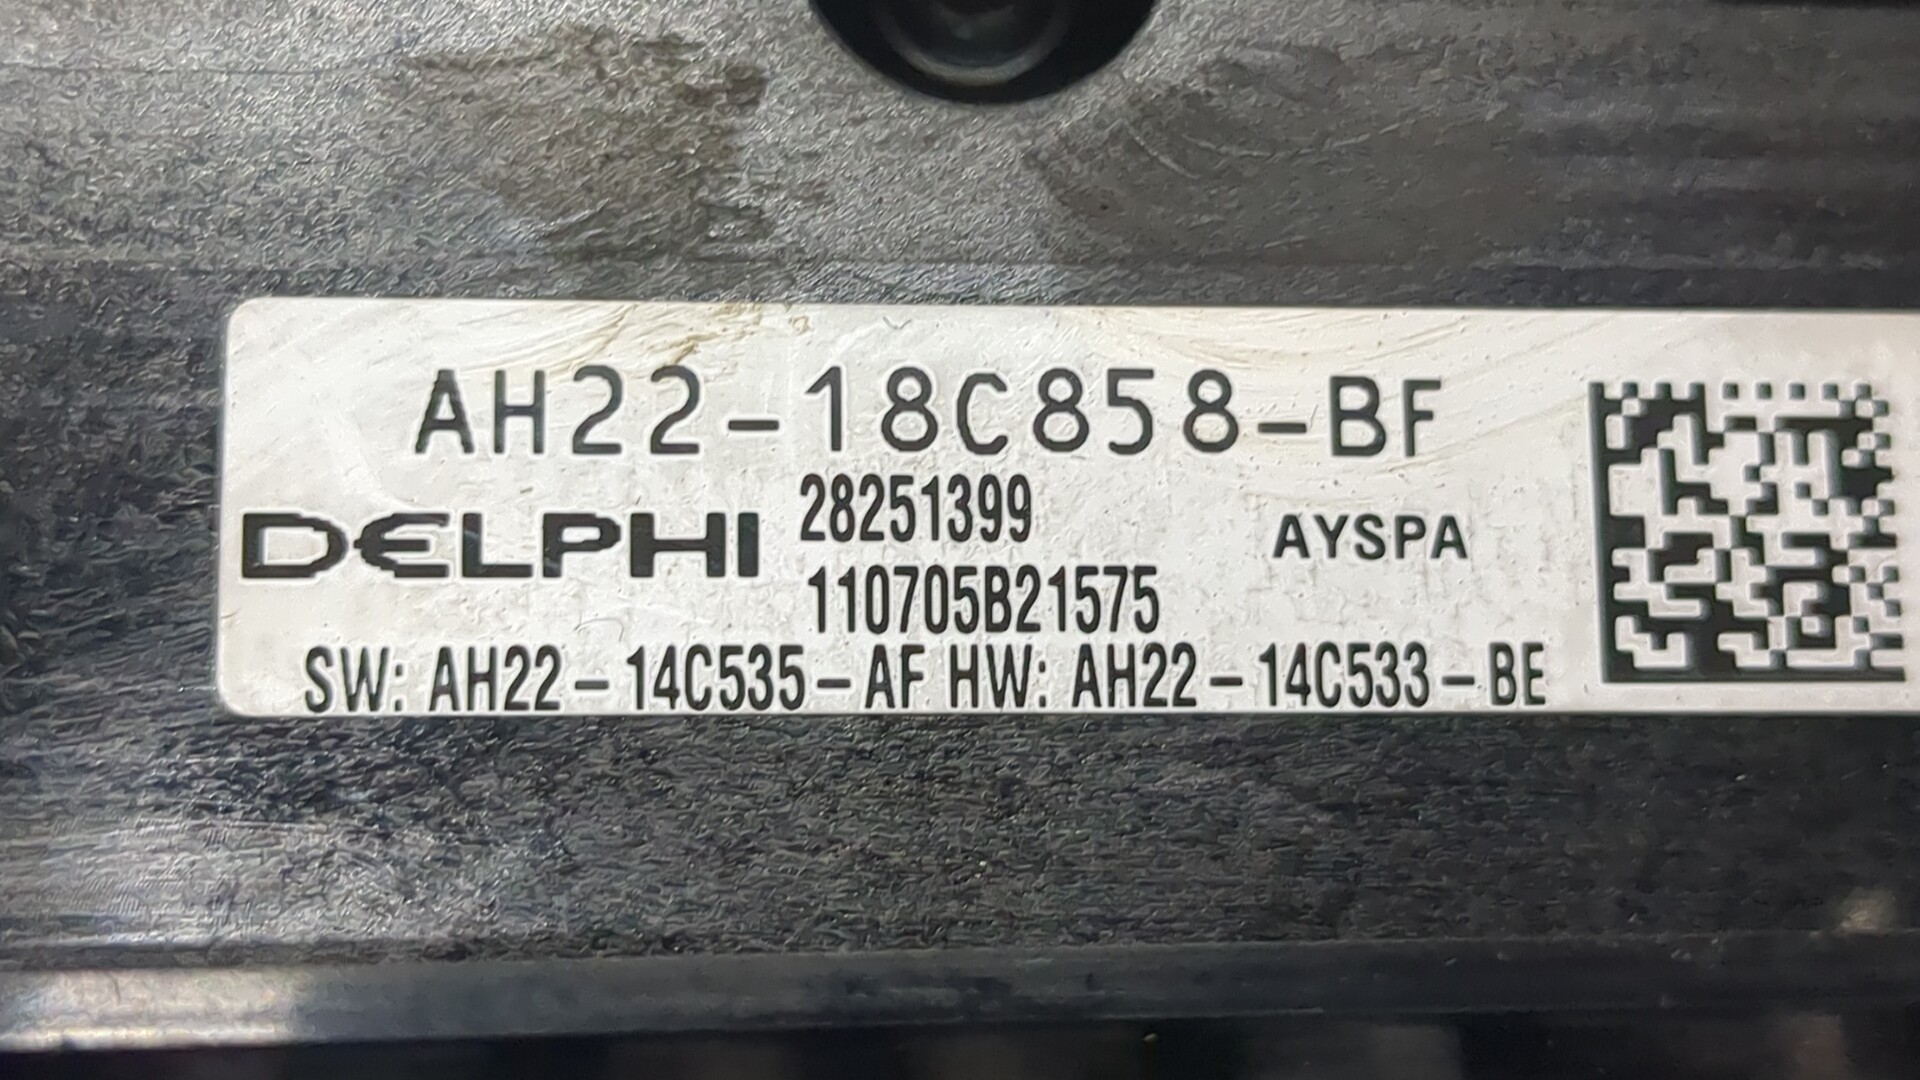 AH22-18C858-BF
DELPHI 28251399 AYSPA
110705B21575
SW: AH22-14C535-AF HW: AH22-14C533-BE